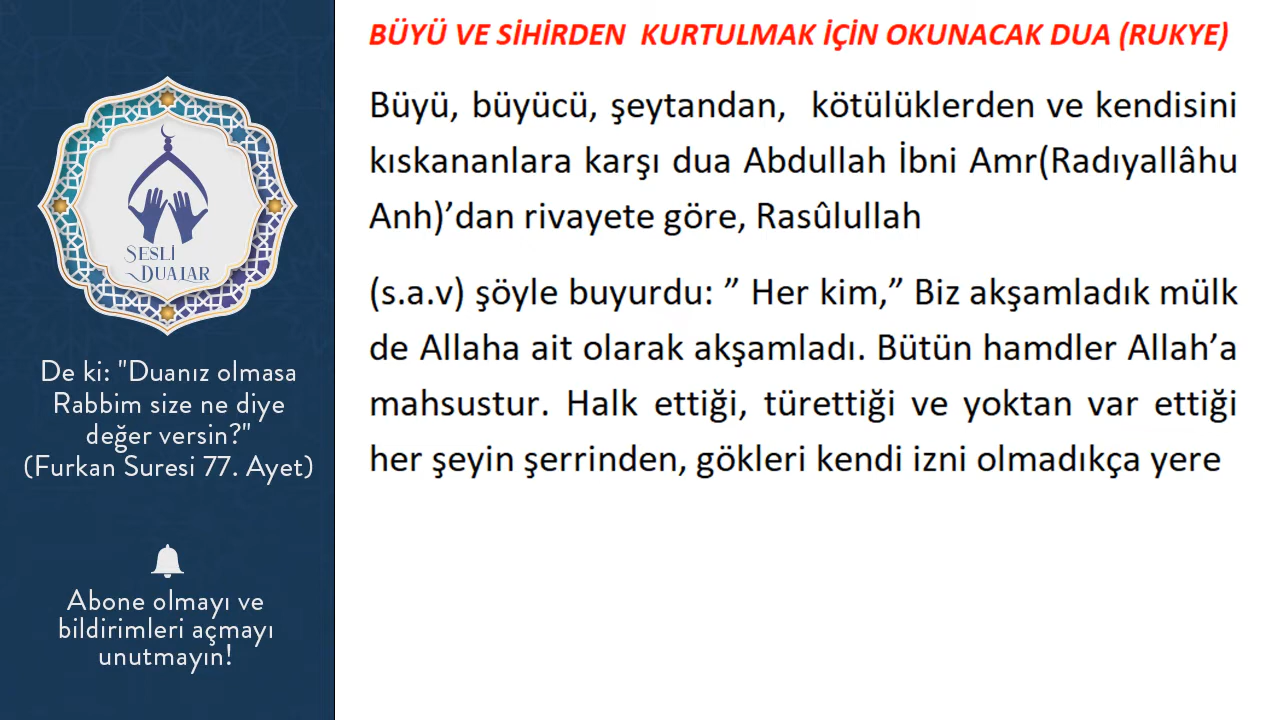 SESLİ
DUALAR
De ki: "Duanız olmasa
Rabbim size ne diye
değer versin?"
(Furkan Suresi 77. Ayet)
Abone olmayı ve
bildirimleri açmayı
unutmayın!
BÜYÜ VE SİHİRDEN  KURTULMAK İÇİN OKUNACAK DUA (RUKYE)
Büyü, büyücü, şeytandan,  kötülüklerden ve kendisini
kıskananlara karşı dua Abdullah İbni Amr(Radıyallâhu
Anh)’dan rivayete göre, Rasûlullah
(s.a.v) şöyle buyurdu: ” Her kim,” Biz akşamladık mülk
de Allaha ait olarak akşamladı. Bütün hamdler Allah’a
mahsustur. Halk ettiği, türettiği ve yoktan var ettiği
her şeyin şerrinden, gökleri kendi izni olmadıkça yere